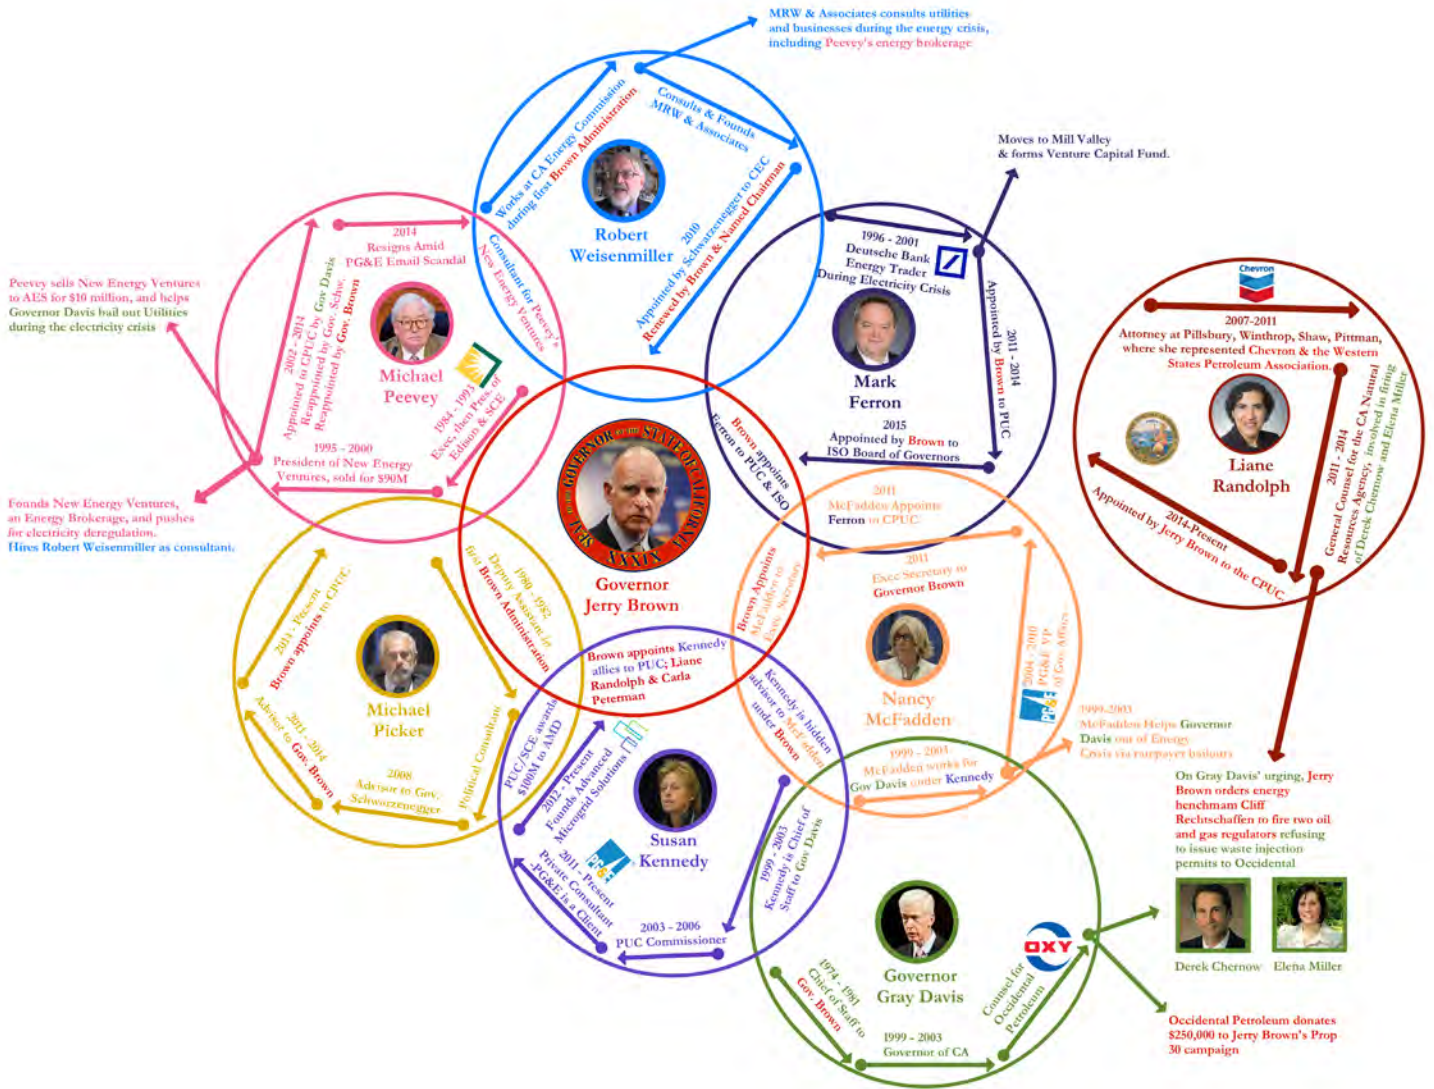 MRW & Associates consults utilities
and businesses during the energy crisis,
including Peevey's energy brokerage
Works at CA Energy Commission
during first Brown Administration
Consults & Founds
MRW & Associates
2010
Appointed by Schwarzenegger to CEC
Renewed by Brown & Named Chairman
Robert
Weisenmiller
Consultant for Peevey's
New Energy Ventures
Moves to Mill Valley
& forms Venture Capital Fund.
1996 - 2001
Deutsche Bank
Energy Trader
During Electricity Crisis
2011 - 2014
Appointed by Brown to PUC
Mark
Ferron
2015
Appointed by Brown to
ISO Board of Governors
Brown appoints
Ferron to PUC & ISO
2014
Resigns Amid
PG&E Email Scandal
2002 - 2014
Appointed to CPUC by Gov Davis
Reappointed by Gov. Schw.
Reappointed by Gov. Brown
Michael
Peevey
1984 - 1993
Exec, then Pres. of
Edison & SCE
1995 - 2000
President of New Energy
Ventures, sold for $90M
Peevey sells New Energy Ventures
to AES for $10 million, and helps
Governor Davis bail out Utilities
during the electricity crisis
Founds New Energy Ventures,
an Energy Brokerage, and pushes
for electricity deregulation.
Hires Robert Weisenmiller as consultant.
Chevron
2007-2011
Attorney at Pillsbury, Winthrop, Shaw, Pittman,
where she represented Chevron & the Western
States Petroleum Association.
Liane
Randolph
2011 - 2014
General Counsel for the CA Natural
Resources Agency, involved in firing
of Derek Chernow and Elena Miller
2014-Present
Appointed by Jerry Brown to the CPUC.
SEAL OF THE GOVERNOR OF THE STATE OF CALIFORNIA
XXXIX
Governor
Jerry Brown
2011
McFadden Appoints
Ferron to CPUC
2011
Exec Secretary to
Governor Brown
Brown Appoints
McFadden to
Exec. Secretary
Nancy
McFadden
2004 - 2010
PG&E VP
of Gov Affairs
PG&E
1999 - 2003
McFadden works for
Gov Davis under Kennedy
1999-2003
McFadden Helps Governor
Davis out of Energy
Crisis via ratepayer bailouts
2014 - Present
Brown appoints to CPUC
1980 - 1982
Deputy Assistant in
first Brown Administration
Michael
Picker
2011 - 2014
Advisor to Gov. Brown
2008
Advisor to Gov.
Schwarzenegger
Political Consultant
Brown appoints Kennedy
allies to PUC; Liane
Randolph & Carla
Peterman
Kennedy is hidden
advisor to McFadden
under Brown
PUC/SCE awards
$100M to AMD
2012 - Present
Founds Advanced
Microgrid Solutions
Susan
Kennedy
PG&E
2011 - Present
Private Consultant
-PG&E is a Client
1999 - 2003
Kennedy is Chief of
Staff to Gov Davis
2003 - 2006
PUC Commissioner
Governor
Gray Davis
1974 - 1981
Chief of Staff to
Gov. Brown
1999 - 2003
Governor of CA
OXY
Counsel for
Occidental
Petroleum
On Gray Davis' urging, Jerry
Brown orders energy
henchmam Cliff
Rechtschaffen to fire two oil
and gas regulators refusing
to issue waste injection
permits to Occidental
Derek Chernow
Elena Miller
Occidental Petroleum donates
$250,000 to Jerry Brown's Prop
30 campaign